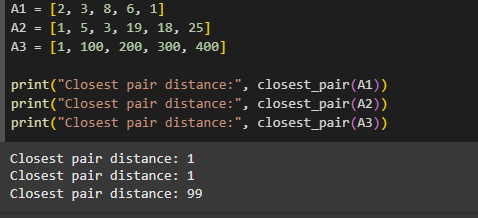 A1 = [2, 3, 8, 6, 1]
A2 = [1, 5, 3, 19, 18, 25]
A3 = [1, 100, 200, 300, 400]
print("Closest pair distance:", closest_pair(A1))
print("Closest pair distance:", closest_pair(A2))
print("Closest pair distance:", closest_pair(A3))
Closest pair distance: 1
Closest pair distance: 1
Closest pair distance: 99